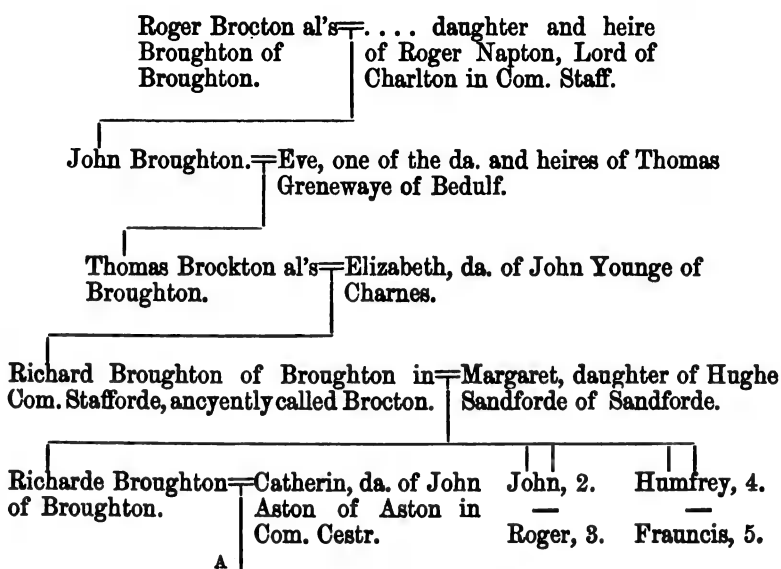 Roger Brocton al's=.... daughter and heire
Broughton of
Broughton.
of Roger Napton, Lord of
Charlton in Com. Staff.
John Broughton.=Eve, one of the da. and heires of Thomas
Grenewaye of Bedulf.
Thomas Brockton al's=Elizabeth, da. of John Younge of
Broughton.
Charnes.
Richard Broughton of Broughton in=Margaret, daughter of Hughe
Com. Stafforde, ancyently called Brocton.
Sandforde of Sandforde.
Richarde Broughton=Catherin, da. of John
of Broughton.
Aston of Aston in
Com. Cestr.
John, 2.
Roger, 3.
Humfrey, 4.
Frauncis, 5.
A